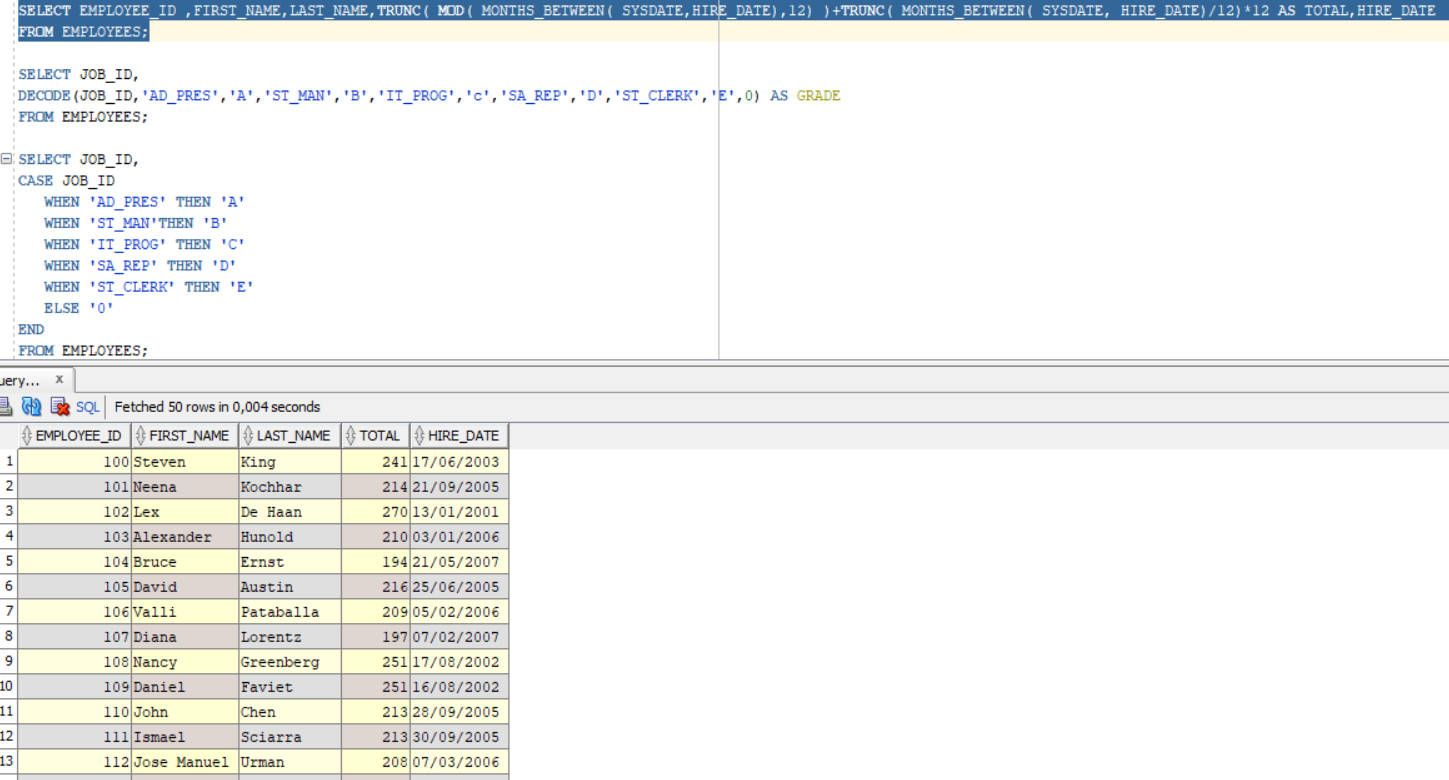 SELECT EMPLOYEE_ID ,FIRST_NAME,LAST_NAME,TRUNC( MOD( MONTHS_BETWEEN( SYSDATE,HIRE_DATE),12) )+TRUNC( MONTHS_BETWEEN( SYSDATE, HIRE_DATE)/12)*12 AS TOTAL,HIRE_DATE
FROM EMPLOYEES;
SELECT JOB_ID,
DECODE(JOB_ID,'AD_PRES','A','ST_MAN','B','IT_PROG','c','SA_REP','D','ST_CLERK','E',0) AS GRADE
FROM EMPLOYEES;
SELECT JOB_ID,
CASE JOB_ID
WHEN 'AD_PRES' THEN 'A'
WHEN 'ST_MAN'THEN 'B'
WHEN 'IT_PROG' THEN 'C'
WHEN 'SA_REP' THEN 'D'
WHEN 'ST_CLERK' THEN 'E'
ELSE '0'
END
FROM EMPLOYEES;
uery... x
SQL Fetched 50 rows in 0,004 seconds
EMPLOYEE_ID FIRST_NAME LAST_NAME TOTAL HIRE_DATE
1 100 Steven King 241 17/06/2003
2 101 Neena Kochhar 214 21/09/2005
3 102 Lex De Haan 270 13/01/2001
4 103 Alexander Hunold 210 03/01/2006
5 104 Bruce Ernst 194 21/05/2007
6 105 David Austin 216 25/06/2005
7 106 Valli Pataballa 209 05/02/2006
8 107 Diana Lorentz 197 07/02/2007
9 108 Nancy Greenberg 251 17/08/2002
10 109 Daniel Faviet 251 16/08/2002
11 110 John Chen 213 28/09/2005
12 111 Ismael Sciarra 213 30/09/2005
13 112 Jose Manuel Urman 208 07/03/2006